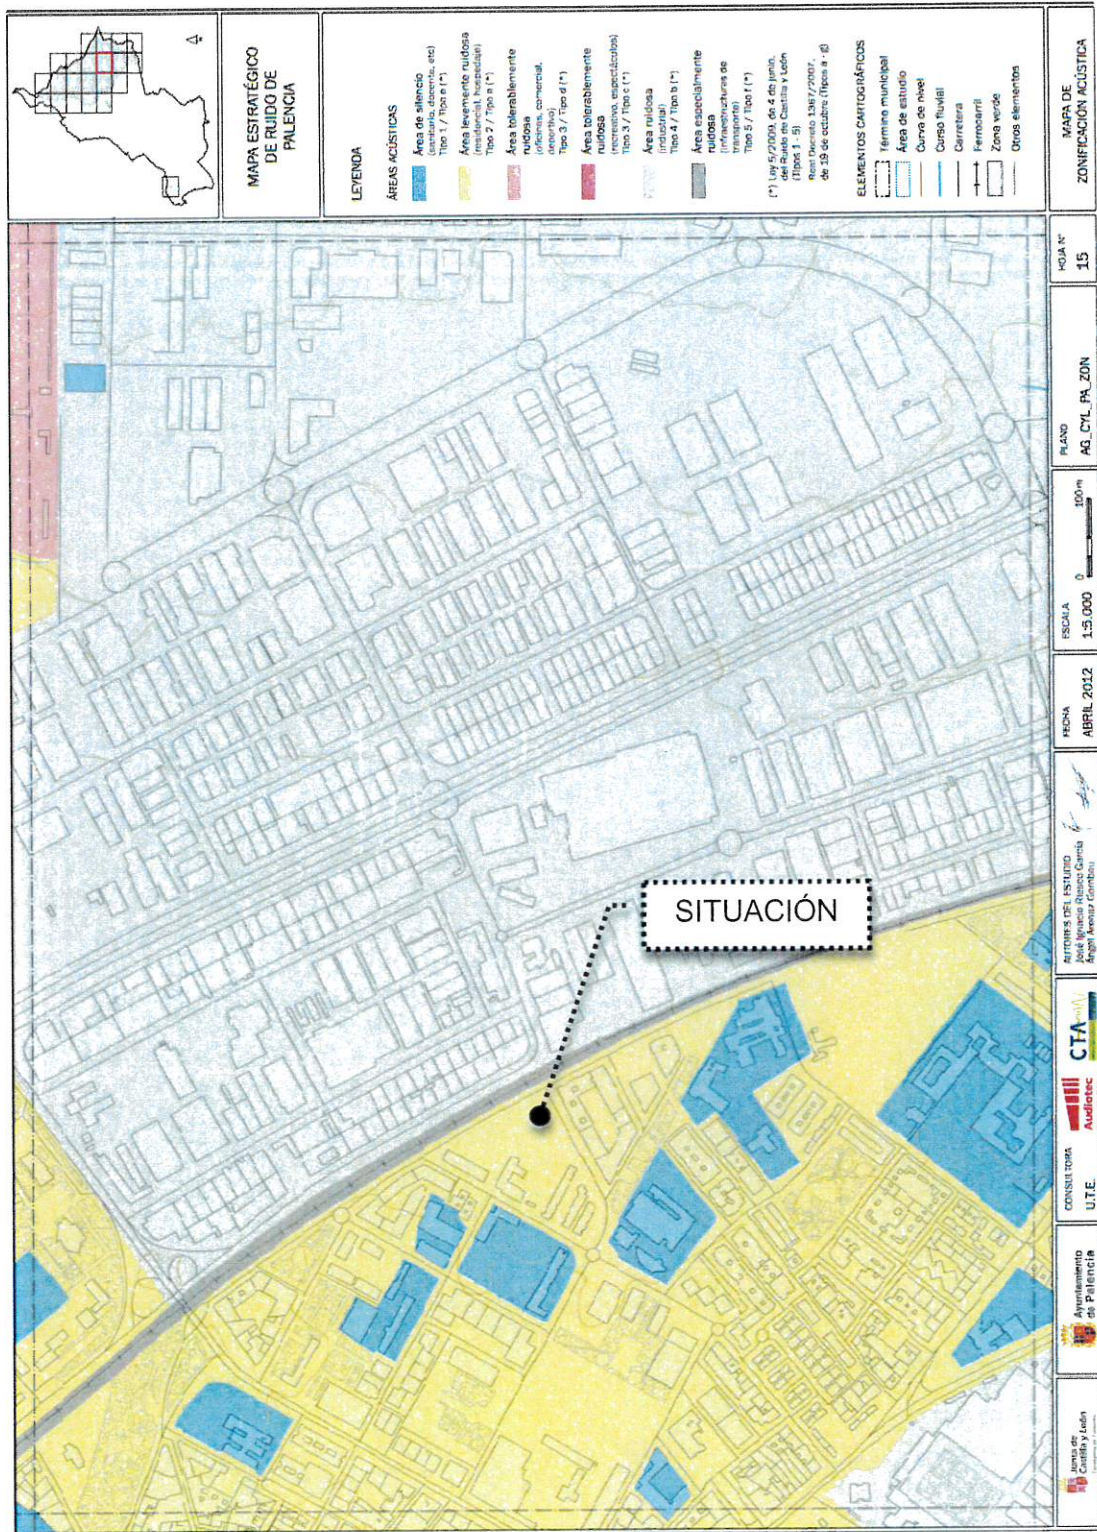 MAPA ESTRATÉGICO
DE RUIDO DE
PALENCIA
LEYENDA
ÁREAS ACÚSTICAS
Área de silencio
(sanitario, docente, etc)
Tipo 1 / Tipo e (*)
Área levemente ruidosa
(residencial, hospedaje)
Tipo 2 / Tipo a (*)
Área tolerablemente
ruidosa
(oficinas, comercial,
deportivo)
Tipo 3 / Tipo d (*)
Área tolerablemente
ruidosa
(recreativo, espectáculos)
Tipo 3 / Tipo c (*)
Área ruidosa
(industrial)
Tipo 4 / Tipo b (*)
Área especialmente
ruidosa
(infraestructuras de
transporte)
Tipo 5 / Tipo f (*)
(*) Ley 5/2009, de 4 de junio,
del Ruido de Castilla y León
(Tipos 1 - 5)
Real Decreto 1367/2007,
de 19 de octubre (Tipos a - g)
ELEMENTOS CARTOGRÁFICOS
Término municipal
Área de estudio
Curva de nivel
Curso fluvial
Carretera
Ferrocarril
Zona verde
Otros elementos
MAPA DE
ZONIFICACIÓN ACÚSTICA
SITUACIÓN
Junta de
Castilla y León
Ayuntamiento
de Palencia
CONSULTORA
U.T.E.
Audiotec
CTA
AUTORES DEL ESTUDIO
José Ignacio Riesco García
FECHA
ABRIL 2012
ESCALA
1:5.000
0 100 m
PLANO
AG_CYL_PA_ZON
HOJA Nº
15